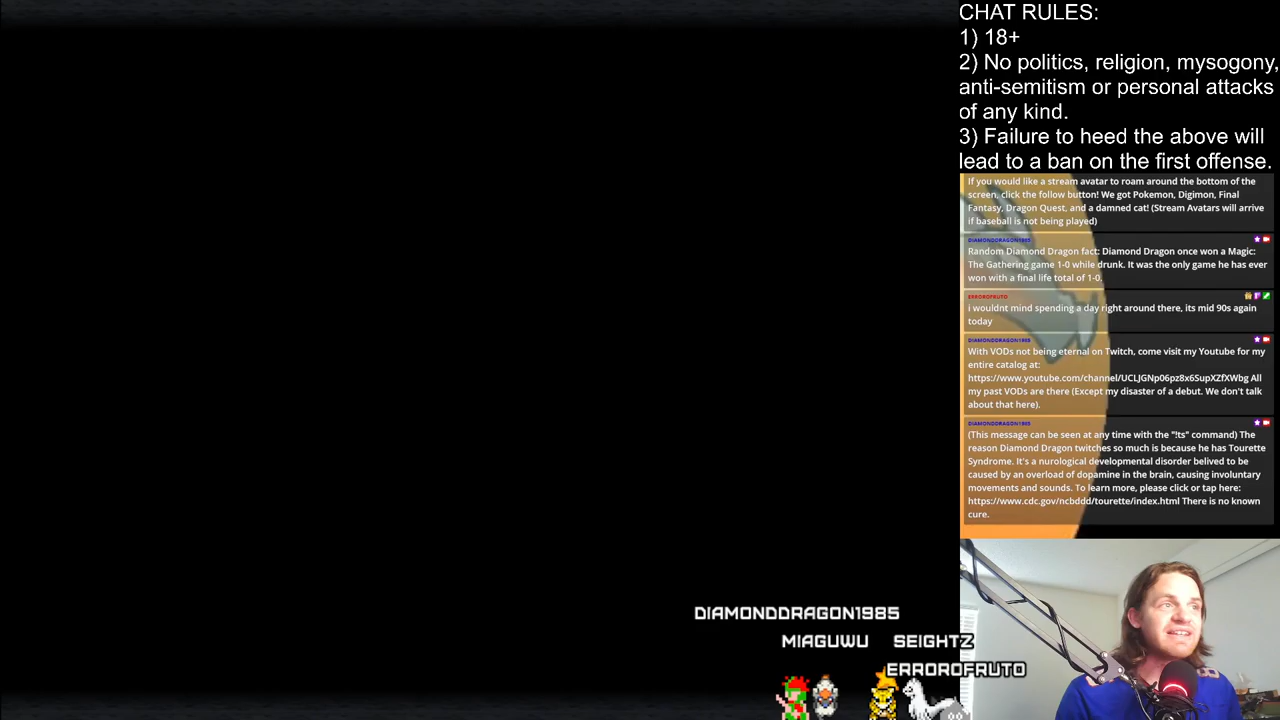 CHAT RULES:
1) 18+
2) No politics, religion, mysogony,
anti-semitism or personal attacks
of any kind.
3) Failure to heed the above will
lead to a ban on the first offense.
If you would like a stream avatar to roam around the bottom of the
screen, click the follow button! We got Pokemon, Digimon, Final
Fantasy, Dragon Quest, and a damned cat! (Stream Avatars will arrive
if baseball is not being played)
DIAMONDDRAGON1985
Random Diamond Dragon fact: Diamond Dragon once won a Magic:
The Gathering game 1-0 while drunk. It was the only game he has ever
won with a final life total of 1-0.
ERROROFRUTO
i wouldnt mind spending a day right around there, its mid 90s again
today
DIAMONDDRAGON1985
With VODs not being eternal on Twitch, come visit my Youtube for my
entire catalog at:
https://www.youtube.com/channel/UCLJGNp06pz8x6SupXZfXWbg All
my past VODs are there (Except my disaster of a debut. We don't talk
about that here).
DIAMONDDRAGON1985
(This message can be seen at any time with the "!ts" command) The
reason Diamond Dragon twitches so much is because he has Tourette
Syndrome. It's a nurological developmental disorder belived to be
caused by an overload of dopamine in the brain, causing involuntary
movements and sounds. To learn more, please click or tap here:
https://www.cdc.gov/ncbddd/tourette/index.html There is no known
cure.
DIAMONDDRAGON1985
MIAGUWU SEIGHTZ
ERROROFRUTO